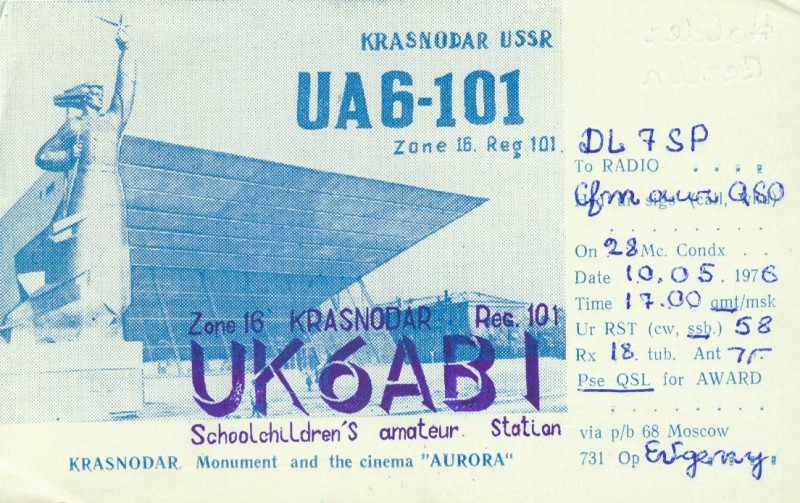 KRASNODAR USSR
UA6-101
Zone 16. Reg 101.
Zone 16 KRASNODAR. Reg. 101
UK6ABI
Schoolchildren'S amateur. Station
KRASNODAR. Monument and the cinema "AURORA"
DL 7SP
To RADIO . . . .
Cfm our QSO
On 28 Mc. Condx . .
Date 10.05.1976
Time 17.00 gmt/msk
Ur RST (cw, ssb.) 58
Rx 18. tub. Ant
Pse QSL for AWARD
via p/b 68 Moscow
731 Op Evgeny